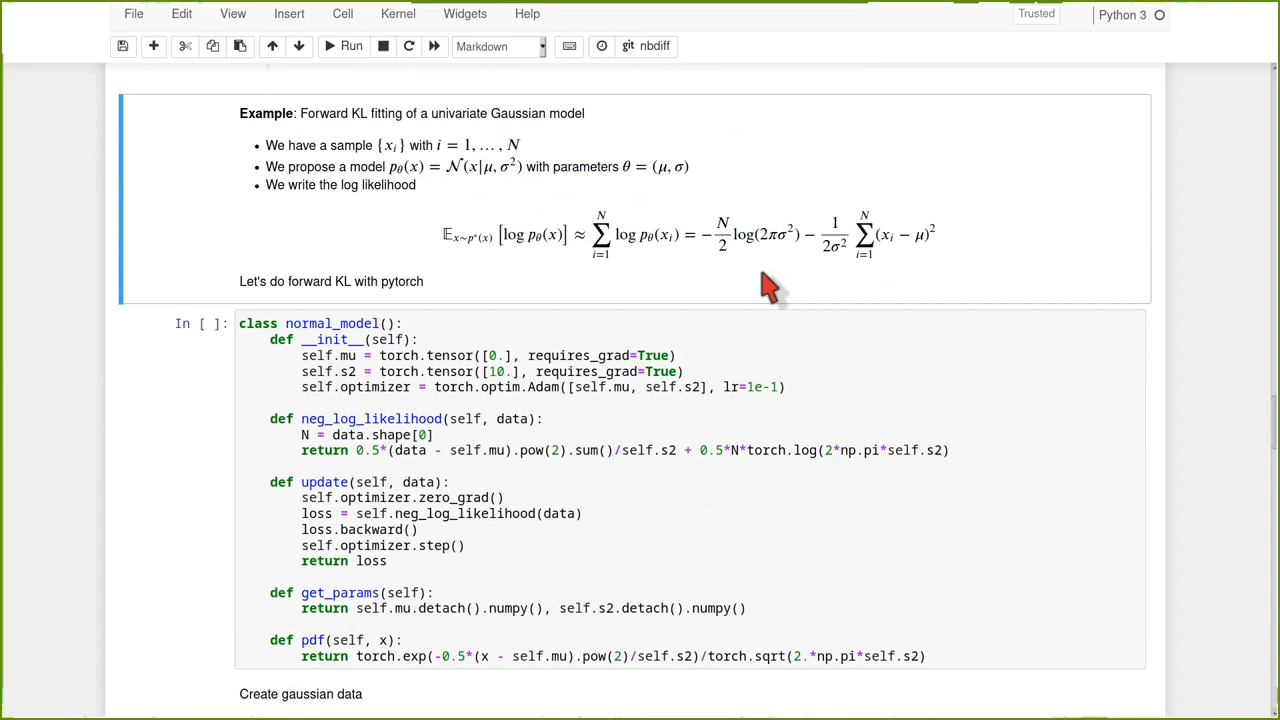 File Edit View Insert Cell Kernel Widgets Help Trusted Python 3
Run Markdown git nbdiff
Example: Forward KL fitting of a univariate Gaussian model
• We have a sample {xᵢ} with i = 1, … , N
• We propose a model p_θ(x) = 𝒩(x|μ, σ²) with parameters θ = (μ, σ)
• We write the log likelihood
𝔼_{x∼p*(x)} [log p_θ(x)] ≈ ∑_{i=1}^{N} log p_θ(xᵢ) = −N/2 log(2πσ²) − 1/(2σ²) ∑_{i=1}^{N} (xᵢ − μ)²
Let's do forward KL with pytorch
In [ ]: class normal_model():
def __init__(self):
self.mu = torch.tensor([0.], requires_grad=True)
self.s2 = torch.tensor([10.], requires_grad=True)
self.optimizer = torch.optim.Adam([self.mu, self.s2], lr=1e-1)
def neg_log_likelihood(self, data):
N = data.shape[0]
return 0.5*(data - self.mu).pow(2).sum()/self.s2 + 0.5*N*torch.log(2*np.pi*self.s2)
def update(self, data):
self.optimizer.zero_grad()
loss = self.neg_log_likelihood(data)
loss.backward()
self.optimizer.step()
return loss
def get_params(self):
return self.mu.detach().numpy(), self.s2.detach().numpy()
def pdf(self, x):
return torch.exp(-0.5*(x - self.mu).pow(2)/self.s2)/torch.sqrt(2.*np.pi*self.s2)
Create gaussian data